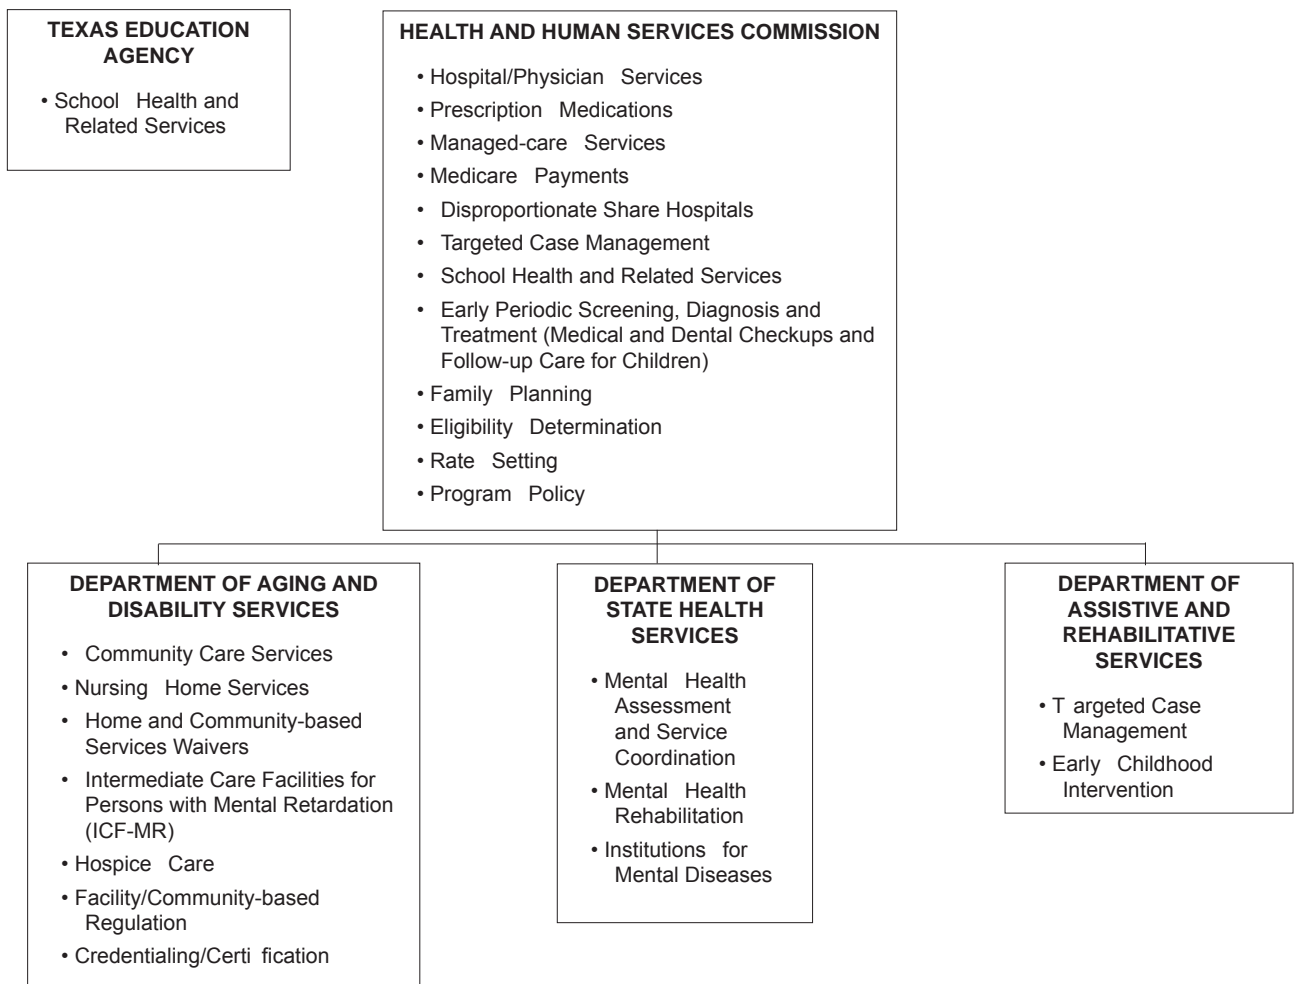 TEXAS EDUCATION
AGENCY
• School Health and
Related Services
HEALTH AND HUMAN SERVICES COMMISSION
• Hospital/Physician Services
• Prescription Medications
• Managed-care Services
• Medicare Payments
• Disproportionate Share Hospitals
• Targeted Case Management
• School Health and Related Services
• Early Periodic Screening, Diagnosis and
Treatment (Medical and Dental Checkups and
Follow-up Care for Children)
• Family Planning
• Eligibility Determination
• Rate Setting
• Program Policy
DEPARTMENT OF AGING AND
DISABILITY SERVICES
• Community Care Services
• Nursing Home Services
• Home and Community-based
Services Waivers
• Intermediate Care Facilities for
Persons with Mental Retardation
(ICF-MR)
• Hospice Care
• Facility/Community-based
Regulation
• Credentialing/Certi fication
DEPARTMENT OF
STATE HEALTH
SERVICES
• Mental Health
Assessment
and Service
Coordination
• Mental Health
Rehabilitation
• Institutions for
Mental Diseases
DEPARTMENT OF
ASSISTIVE AND
REHABILITATIVE
SERVICES
• T argeted Case
Management
• Early Childhood
Intervention